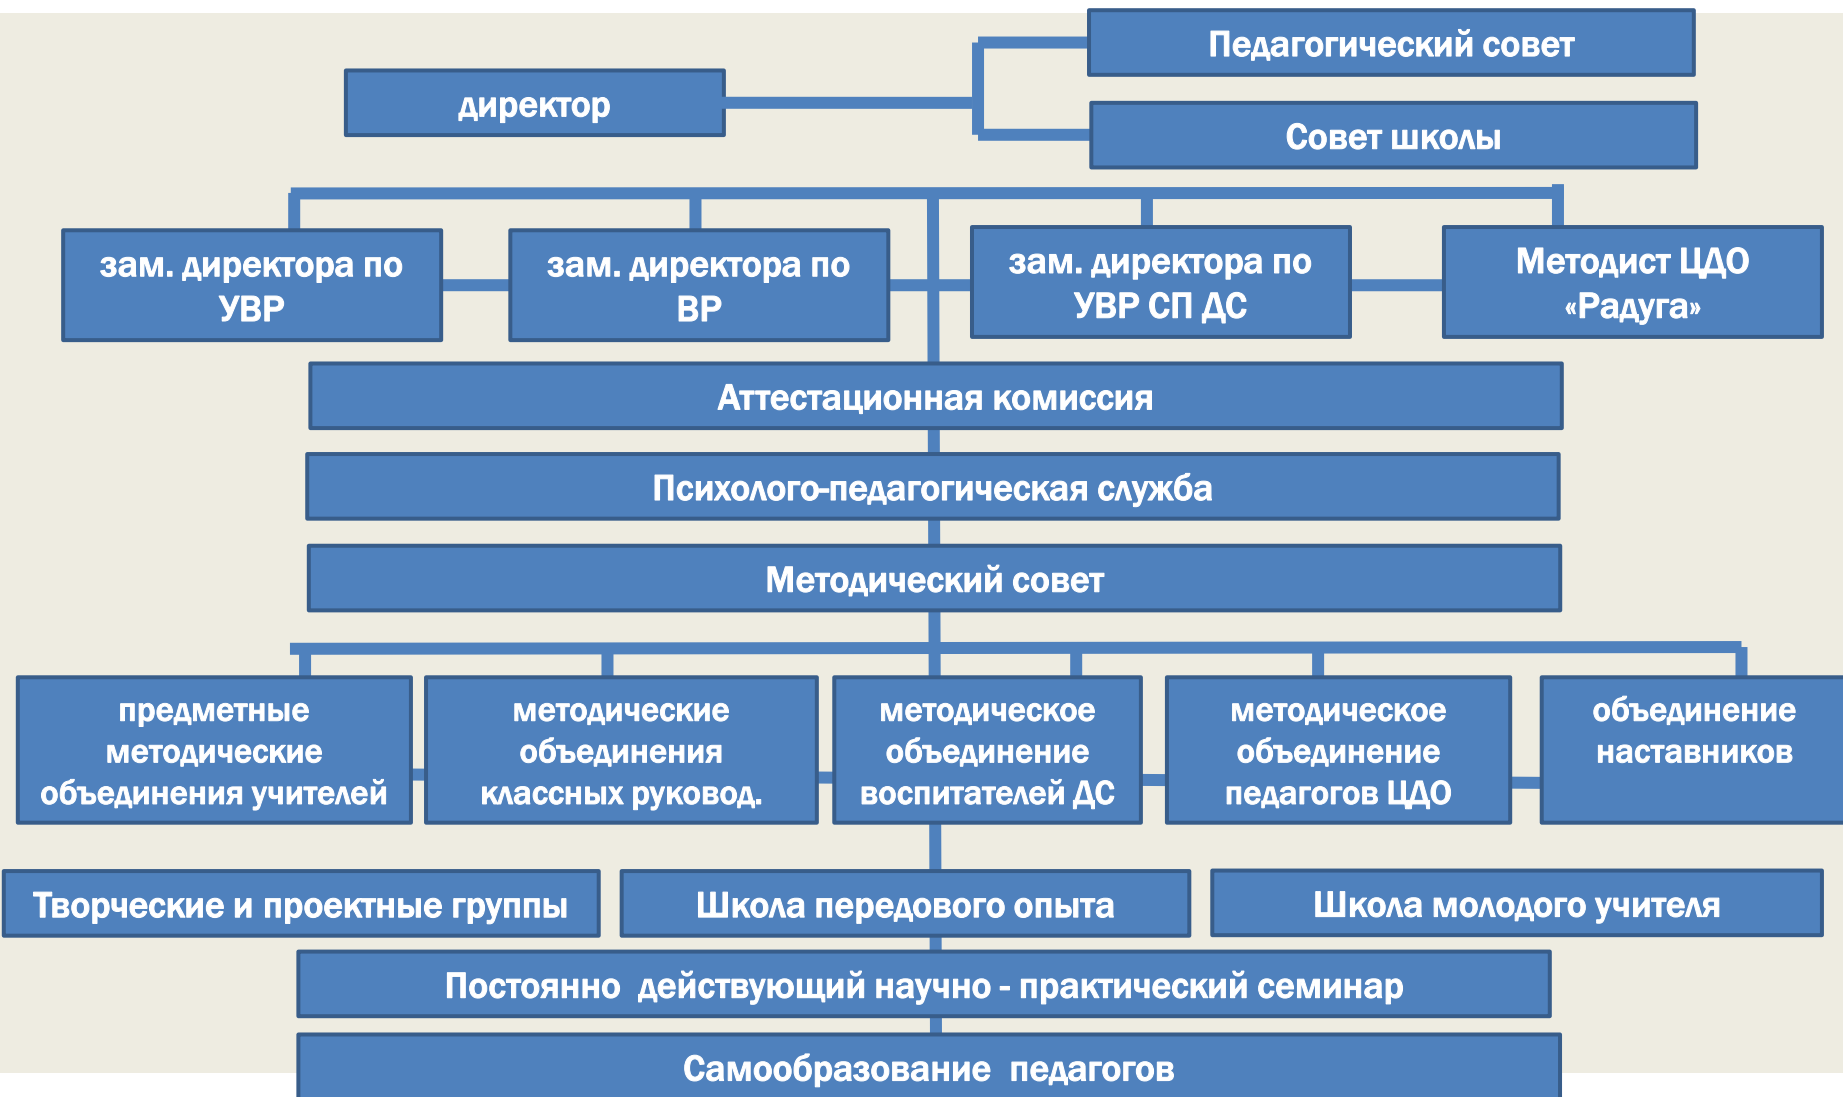 Педагогический совет
директор
Совет школы
зам. директора по
УВР
зам. директора по
ВР
зам. директора по
УВР СП ДС
Методист ЦДО
«Радуга»
Аттестационная комиссия
Психолого-педагогическая служба
Методический совет
предметные
методические
объединения учителей
методические
объединения
классных руковод.
методическое
объединение
воспитателей ДС
методическое
объединение
педагогов ЦДО
объединение
наставников
Творческие и проектные группы
Школа передового опыта
Школа молодого учителя
Постоянно  действующий научно - практический семинар
Самообразование  педагогов